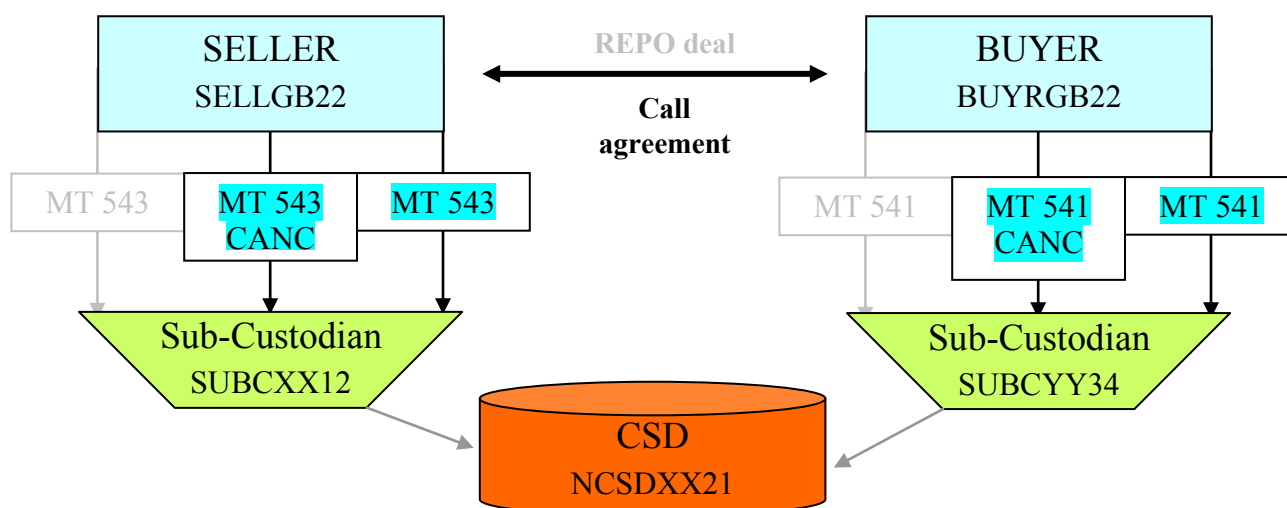 SELLER
SELLGB22
REPO deal
Call
agreement
BUYER
BUYRGB22
MT 543
MT 543
CANC
MT 543
MT 541
MT 541
CANC
MT 541
Sub-Custodian
SUBCXX12
Sub-Custodian
SUBCYY34
CSD
NCSDXX21